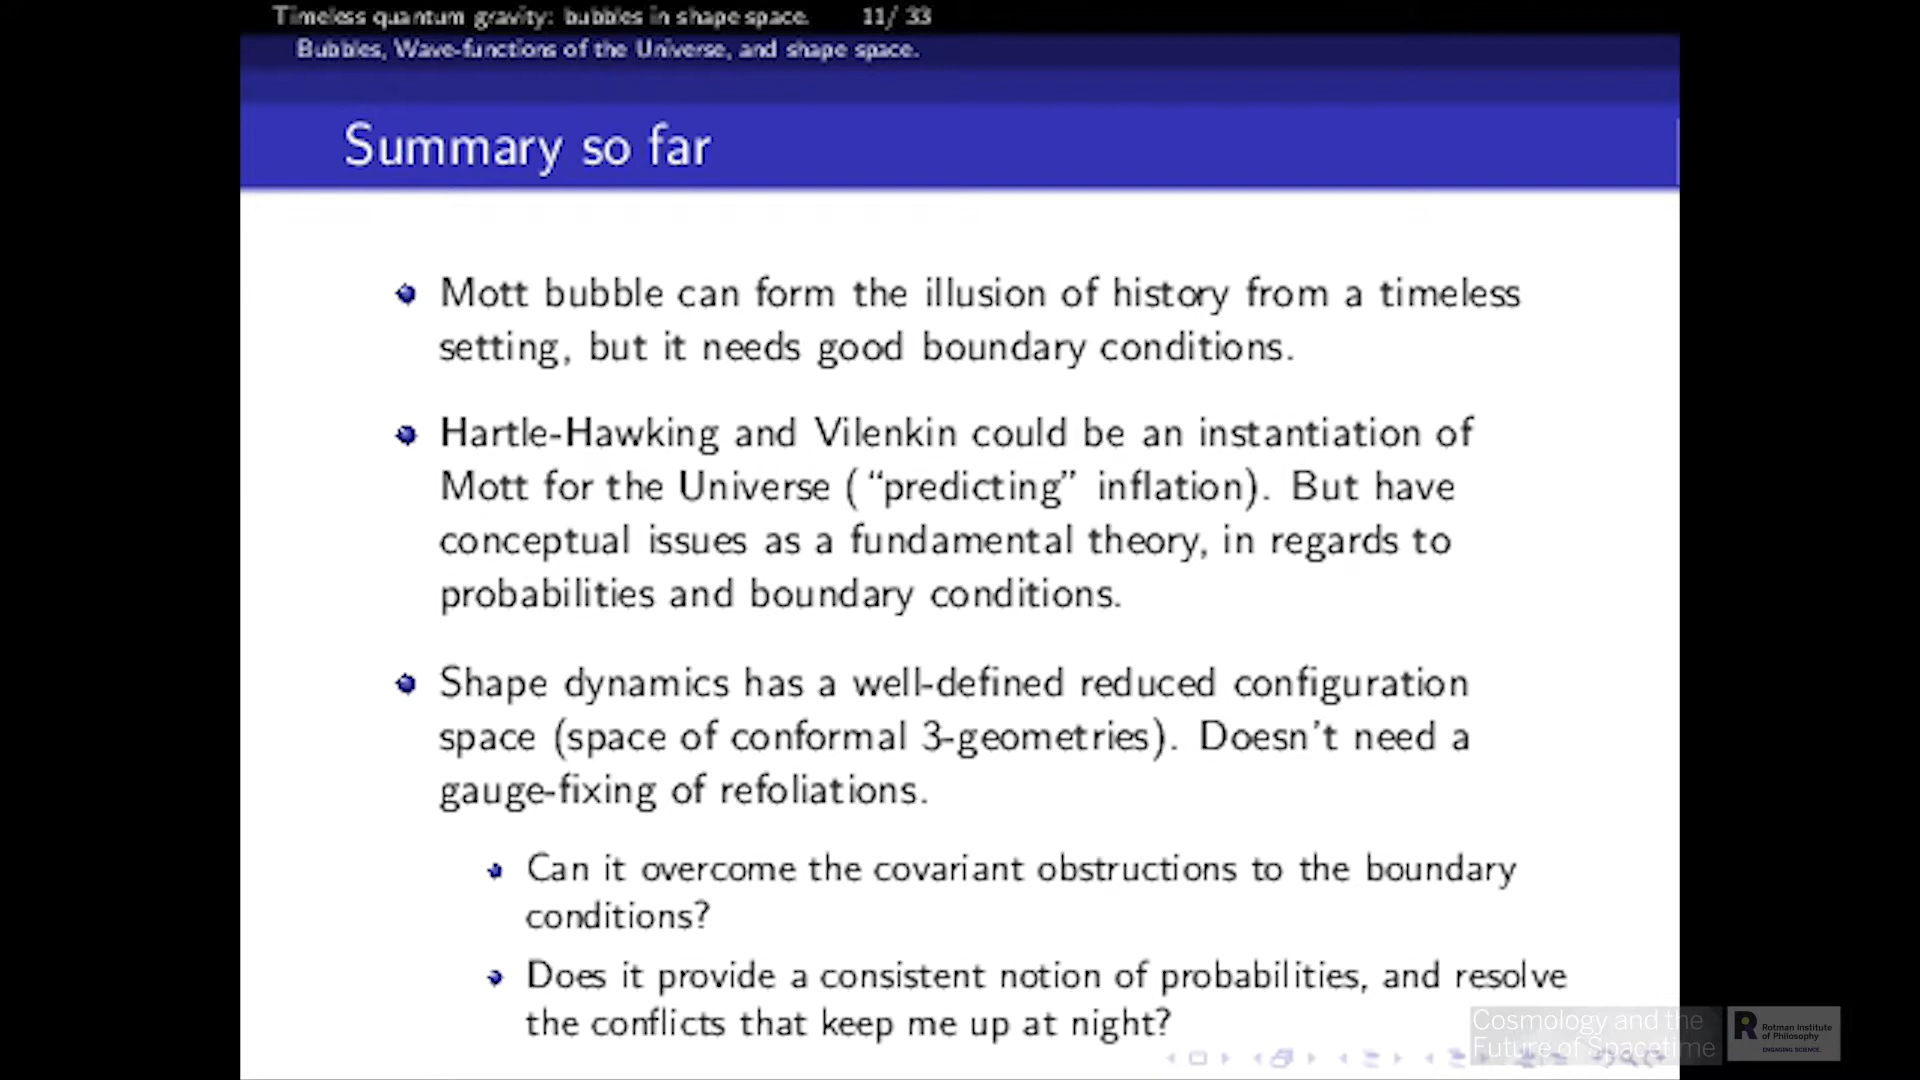 Timeless quantum gravity: bubbles in shape space. 11/ 33
Bubbles, Wave-functions of the Universe, and shape space.
Summary so far
Mott bubble can form the illusion of history from a timeless
setting, but it needs good boundary conditions.
Hartle-Hawking and Vilenkin could be an instantiation of
Mott for the Universe (“predicting” inflation). But have
conceptual issues as a fundamental theory, in regards to
probabilities and boundary conditions.
Shape dynamics has a well-defined reduced configuration
space (space of conformal 3-geometries). Doesn't need a
gauge-fixing of refoliations.
Can it overcome the covariant obstructions to the boundary
conditions?
Does it provide a consistent notion of probabilities, and resolve
the conflicts that keep me up at night?
Cosmology and the
Future of Spacetime
R
Rotman Institute
of Philosophy
ENGAGING SCIENCE.